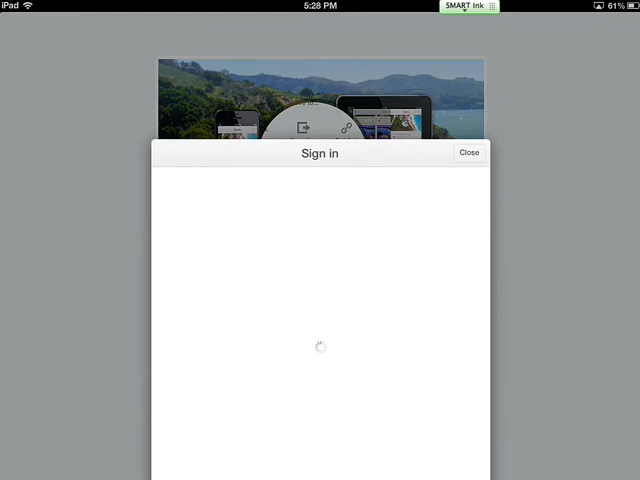 iPad
5:28 PM
SMART Ink
61%
Sign in
Close